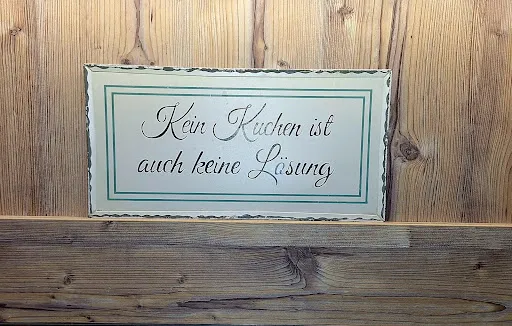 Kein Kuchen ist
auch keine Lösung